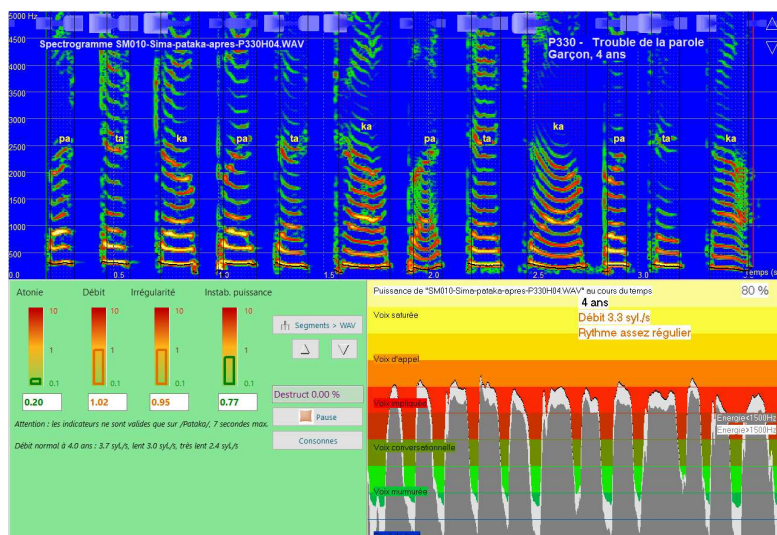 5000 Hz
Spectrogramme SM010-Sima-pataka-apres-P330H04.WAV
P330 - Trouble de la parole
Garçon, 4 ans
4500
4000
3500
3000
2500
pa ta ka pa ta ka pa ta ka pa ta ka
2000
1500
1000
500
0.0 0.5 1.0 1.5 2.0 2.5 3.0 Temps (s
Atonie Débit Irrégularité Instab. puissance
10 10 10 10
1 1 1 1
0.1 0.1 0.1 0.1
0.20 1.02 0.95 0.77
Attention : les indicateurs ne sont valides que sur /Pataka/, 7 secondes max.
Débit normal à 4.0 ans : 3.7 syl./s, lent 3.0 syl./s, très lent 2.4 syl./s
Segments > WAV
Destruct 0.00 %
Pause
Consonnes
Puissance de "SM010-Sima-pataka-apres-P330H04.WAV" au cours du temps
80 %
4 ans
Voix saturée
Débit 3.3 syl./s
Rythme assez régulier
Voix d'appel
Voix impliquée
Energie<1500Hz
Energie>1500Hz
Voix conversationnelle
Voix murmurée